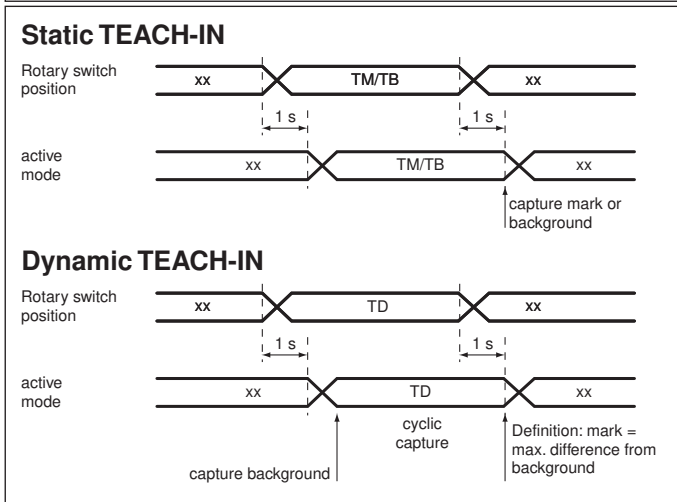 Static TEACH-IN
Rotary switch
position
xx
TM/TB
xx
1 s
1 s
active
mode
xx
TM/TB
xx
capture mark or
background
Dynamic TEACH-IN
Rotary switch
position
xx
TD
xx
1 s
1 s
active
mode
xx
TD
xx
cyclic
capture
Definition: mark =
max. difference from
background
capture background